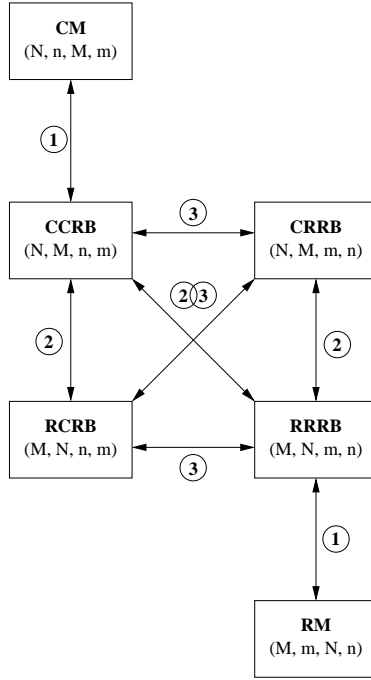 CM
(N, n, M, m)
1
CCRB
(N, M, n, m)
3
CRRB
(N, M, m, n)
2
2 3
2
RCRB
(M, N, n, m)
3
RRRB
(M, N, m, n)
1
RM
(M, m, N, n)